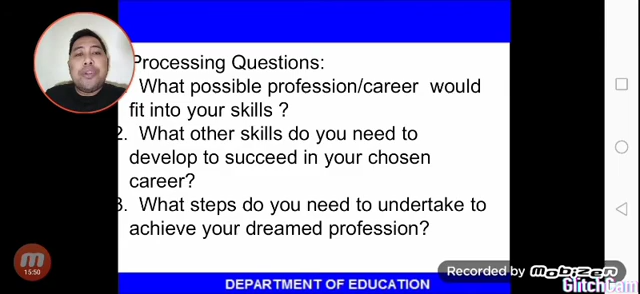 Processing Questions:
What possible profession/career would
fit into your skills ?
2. What other skills do you need to
develop to succeed in your chosen
career?
3. What steps do you need to undertake to
achieve your dreamed profession?
15:50
DEPARTMENT OF EDUCATION
Recorded by mobizen
GlitchCam